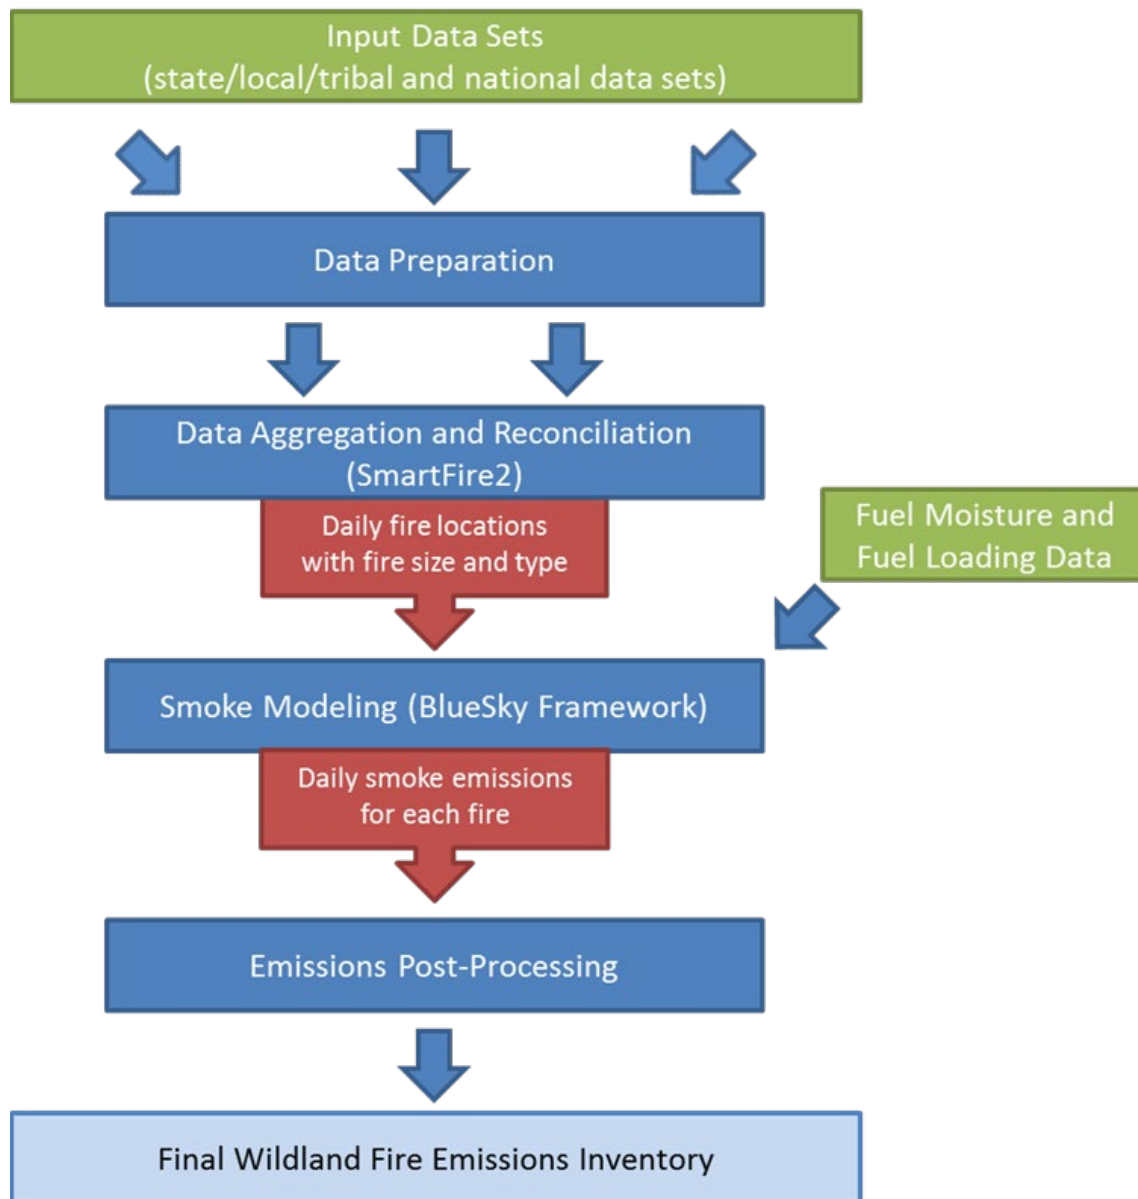 Input Data Sets
(state/local/tribal and national data sets)
Data Preparation
Data Aggregation and Reconciliation
(SmartFire2)
Daily fire locations
with fire size and type
Fuel Moisture and
Fuel Loading Data
Smoke Modeling (BlueSky Framework)
Daily smoke emissions
for each fire
Emissions Post-Processing
Final Wildland Fire Emissions Inventory